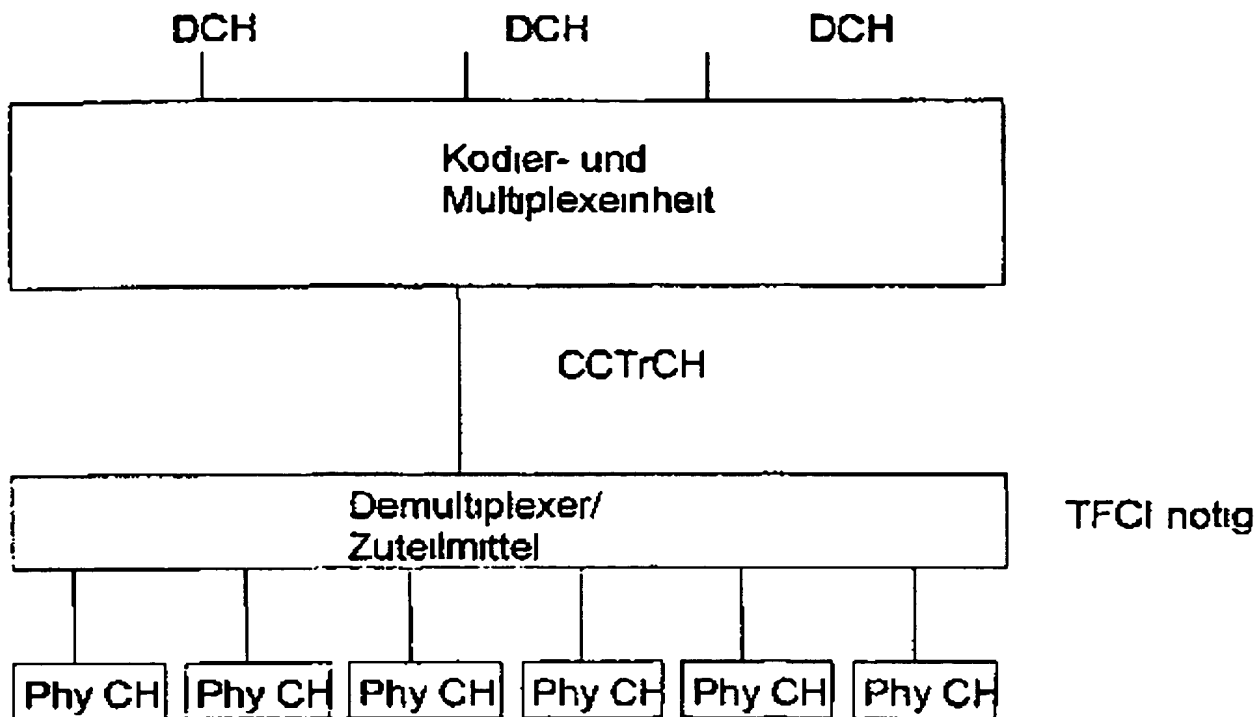 DCH DCH DCH
Kodier- und
Multiplexeinheit
CCTrCH
Demultiplexer/
Zuteilmittel
TFCI notig
Phy CH Phy CH Phy CH Phy CH Phy CH Phy CH